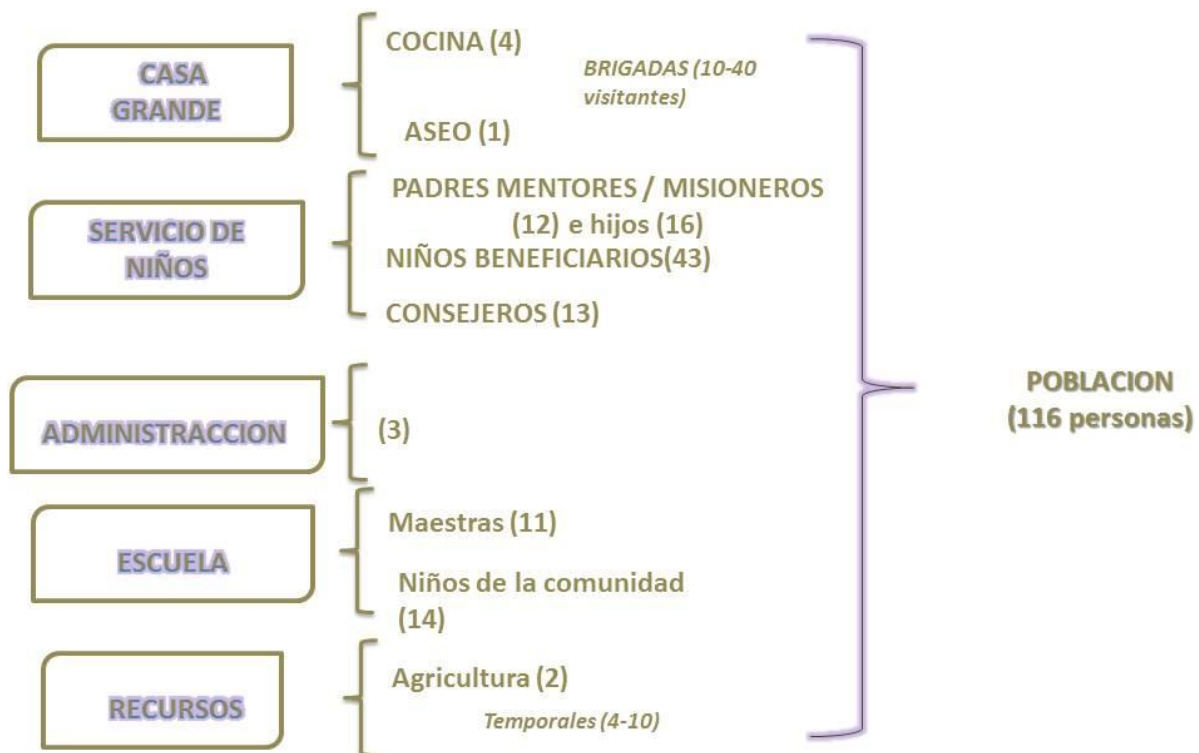 CASA
GRANDE
COCINA (4)
BRIGADAS (10-40
visitantes)
ASEO (1)
SERVICIO DE
NIÑOS
PADRES MENTORES / MISIONEROS
(12) e hijos (16)
NIÑOS BENEFICIARIOS(43)
CONSEJEROS (13)
ADMINISTRACCION
(3)
ESCUELA
Maestras (11)
Niños de la comunidad
(14)
RECURSOS
Agricultura (2)
Temporales (4-10)
POBLACION
(116 personas)